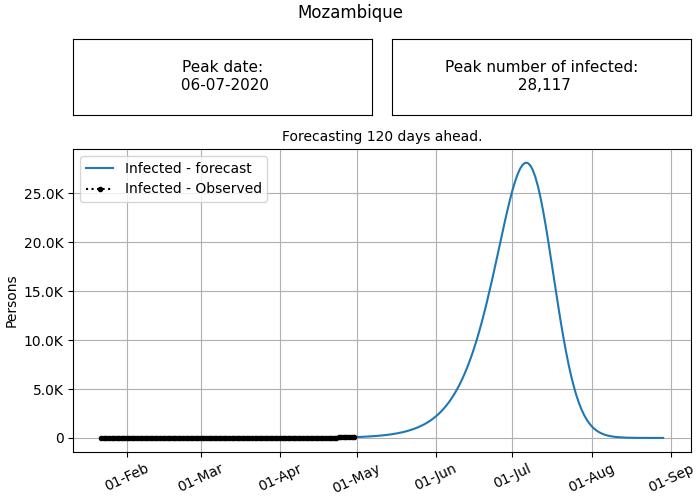 Mozambique
Peak date:
06-07-2020
Peak number of infected:
28,117
Forecasting 120 days ahead.
Infected - forecast
Infected - Observed
25.0K
20.0K
15.0K
10.0K
5.0K
0
Persons
01-Feb
01-Mar
01-Apr
01-May
01-Jun
01-Jul
01-Aug
01-Sep